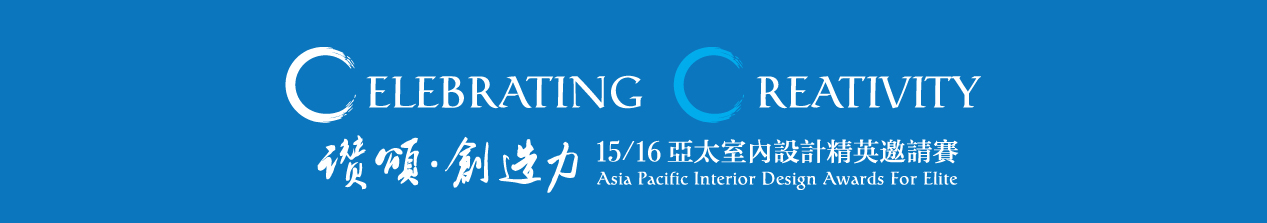 CELEBRATING CREATIVITY
讚頌·創造力
15/16 亞太室內設計精英邀請賽
Asia Pacific Interior Design Awards For Elite